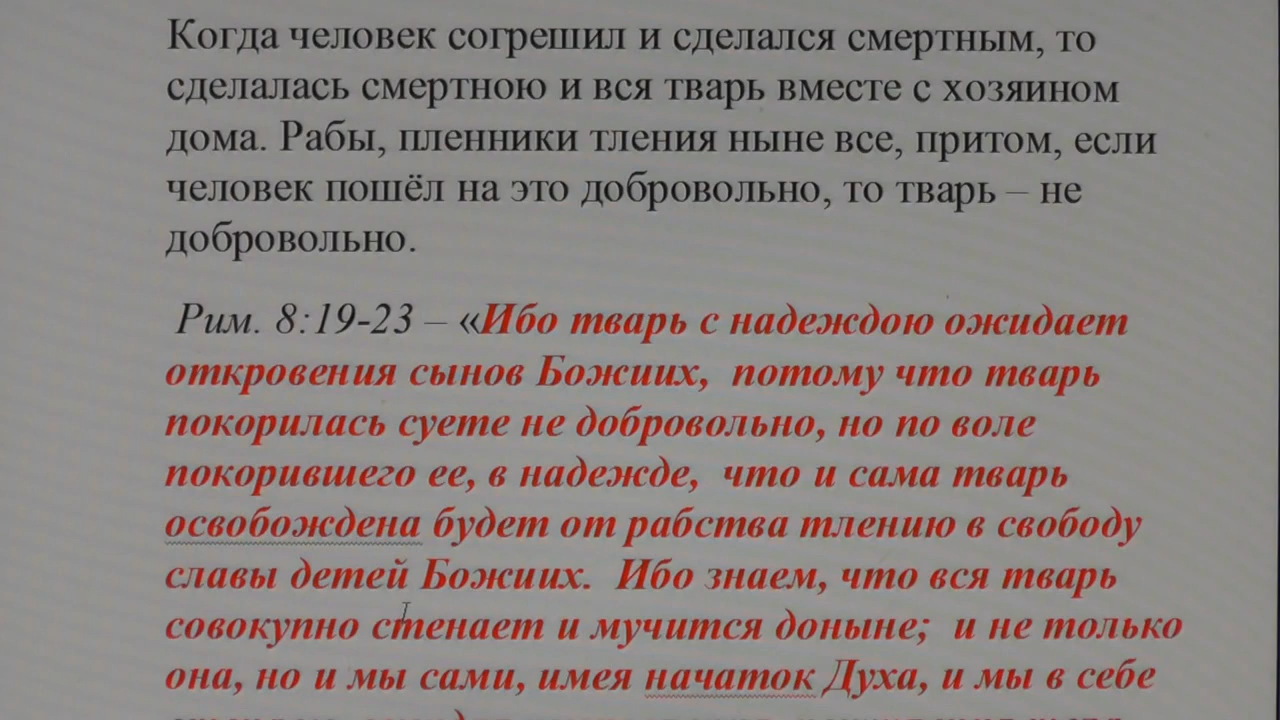 Когда человек согрешил и сделался смертным, то
сделалась смертною и вся тварь вместе с хозяином
дома. Рабы, пленники тления ныне все, притом, если
человек пошёл на это добровольно, то тварь – не
добровольно.
Рим. 8:19-23 – «Ибо тварь с надеждою ожидает
откровения сынов Божиих, потому что тварь
покорилась суете не добровольно, но по воле
покорившего ее, в надежде, что и сама тварь
освобождена будет от рабства тлению в свободу
славы детей Божиих. Ибо знаем, что вся тварь
совокупно стенает и мучится доныне; и не только
она, но и мы сами, имея начаток Духа, и мы в себе